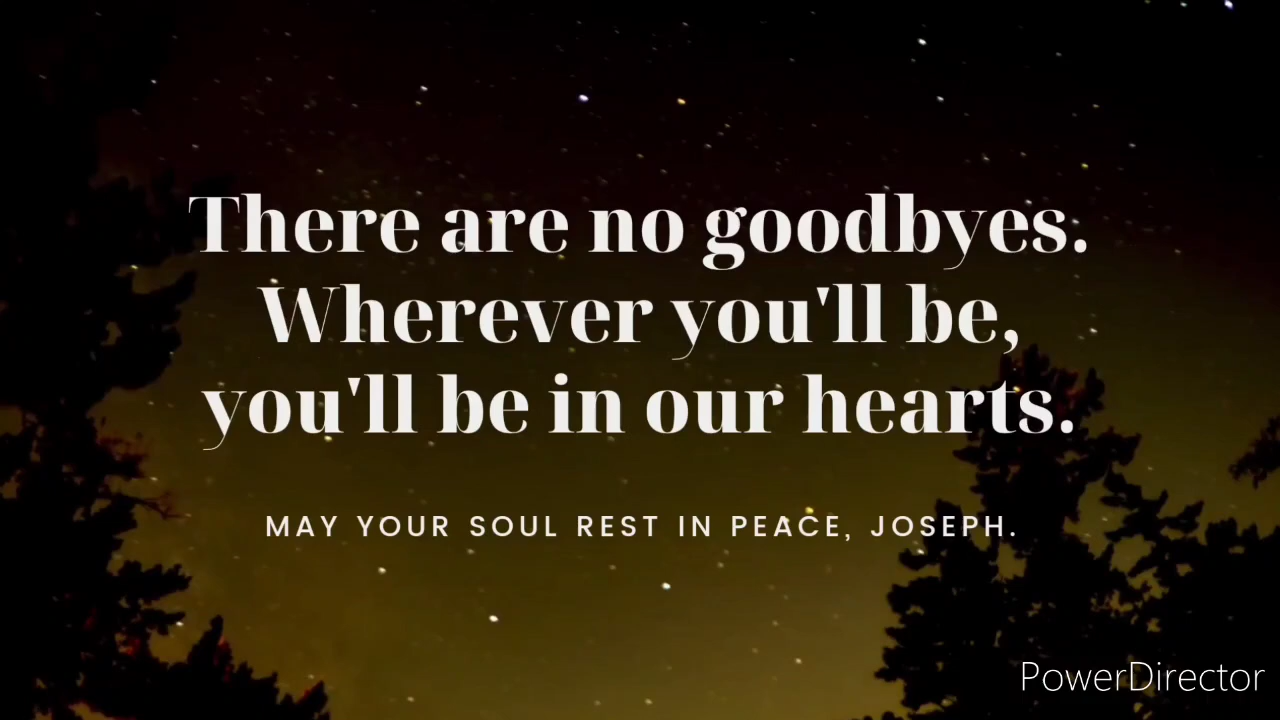 There are no goodbyes.
Wherever you'll be,
you'll be in our hearts.
MAY YOUR SOUL REST IN PEACE, JOSEPH.
PowerDirector